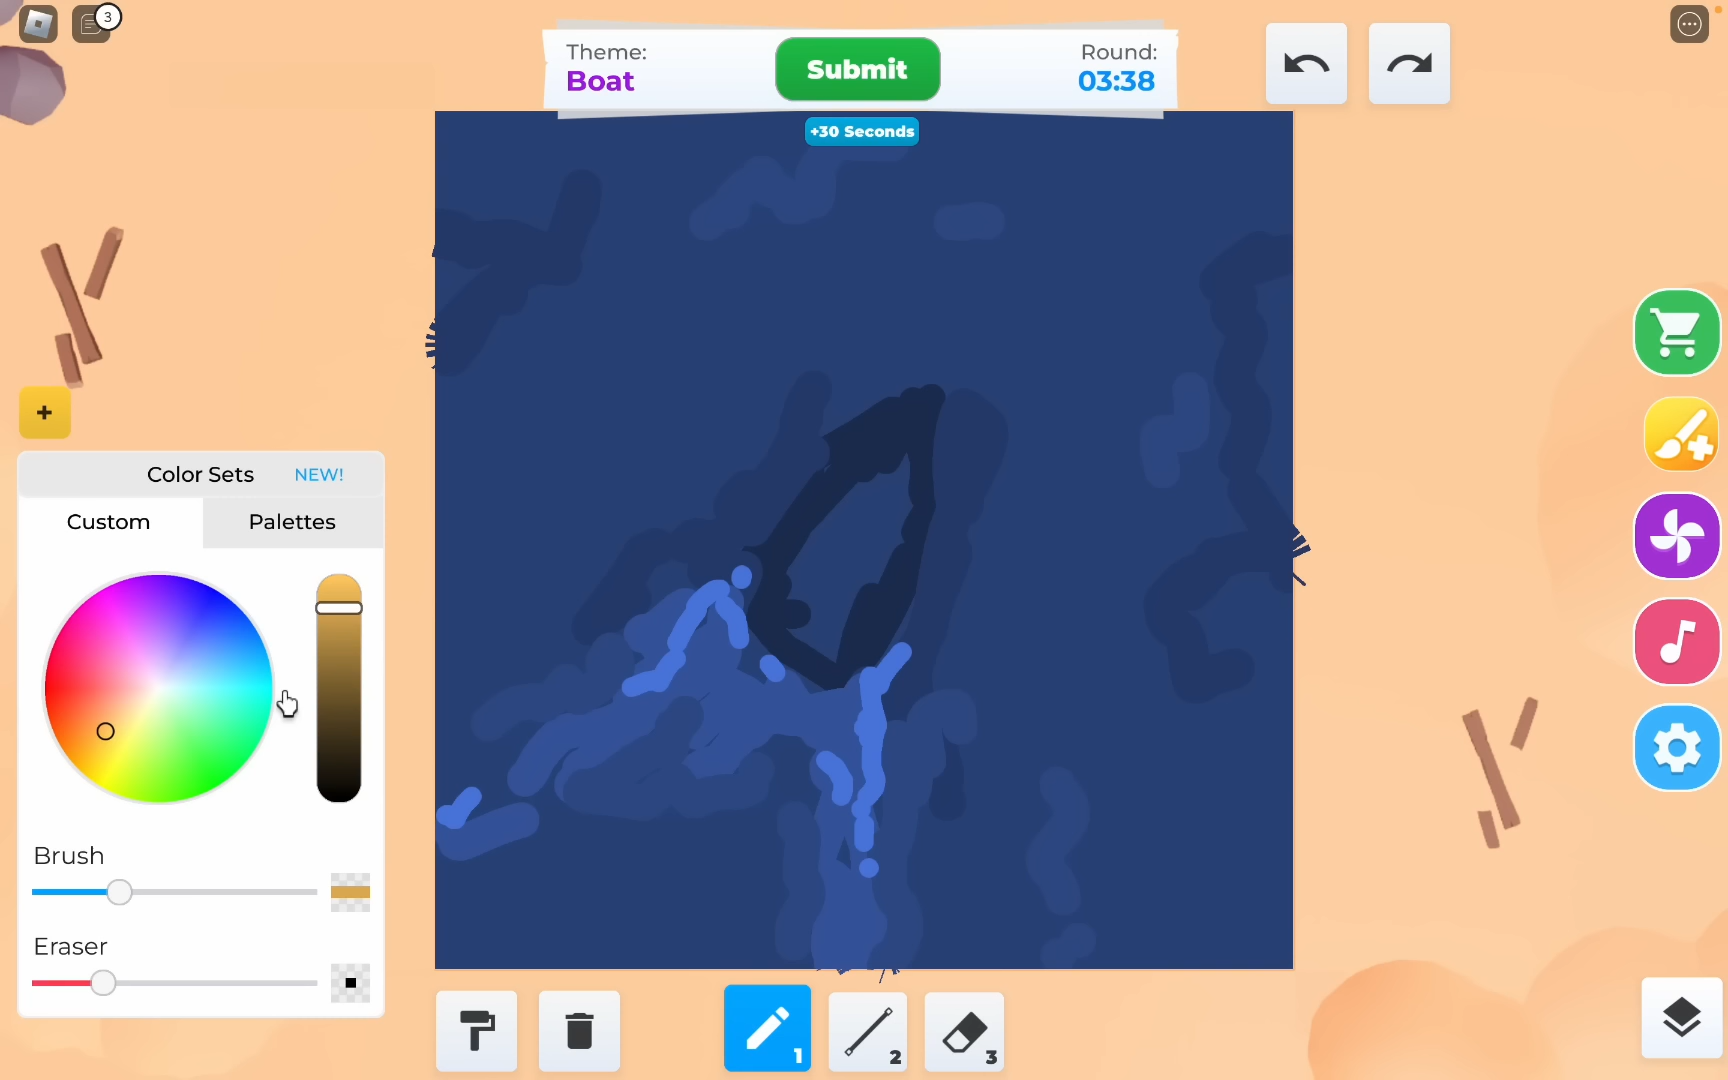 3
Theme:
Boat
Submit
Round:
03:38
+30 Seconds
+
Color Sets NEW!
Custom
Palettes
Brush
Eraser
1
2
3